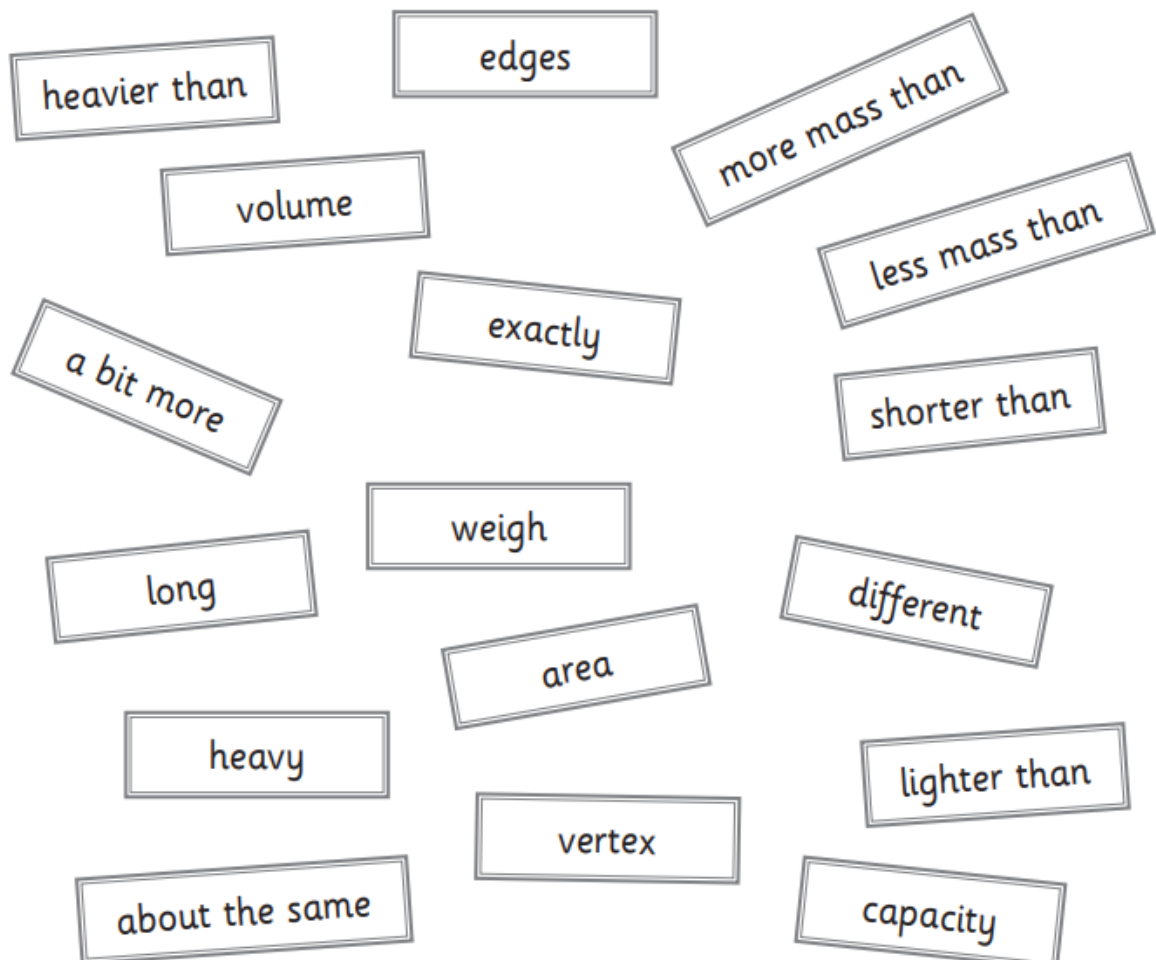 heavier than
edges
more mass than
volume
less mass than
exactly
a bit more
shorter than
weigh
long
different
area
heavy
lighter than
vertex
about the same
capacity